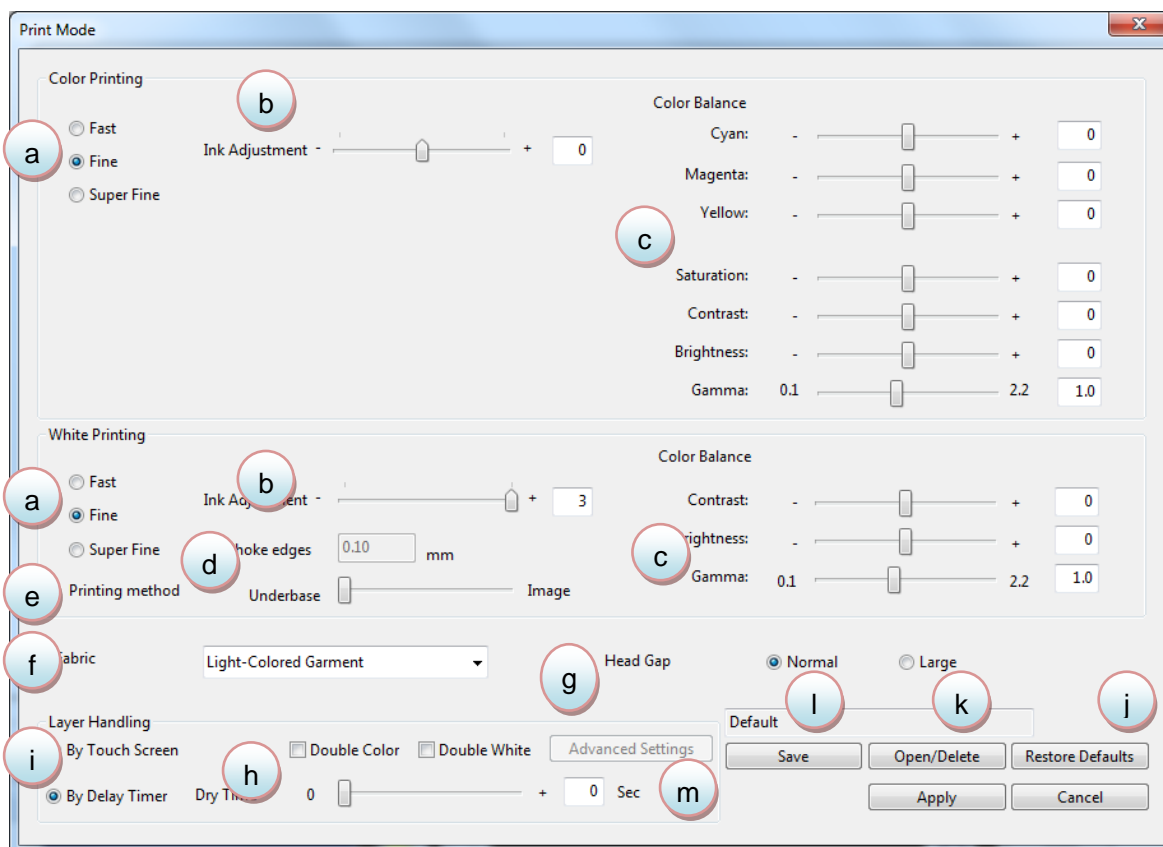 Print Mode
x
Color Printing
b
Color Balance
Fast
Cyan: - + 0
a
Ink Adjustment - + 0
Fine
Magenta: - + 0
Super Fine
Yellow: - + 0
c
Saturation: - + 0
Contrast: - + 0
Brightness: - + 0
Gamma: 0.1 2.2 1.0
White Printing
Color Balance
Fast
b
a
Ink Ad ent - + 3
Contrast: - + 0
Fine
rightness: - + 0
Super Fine
d
hoke edges 0.10 mm
c
Gamma: 0.1 2.2 1.0
e
Printing method Underbase Image
f
abric Light-Colored Garment
g
Head Gap Normal Large
l
k
j
Layer Handling
Default
i
By Touch Screen Double Color Double White Advanced Settings
Save Open/Delete Restore Defaults
h
m
By Delay Timer Dry Ti 0 + 0 Sec
Apply Cancel